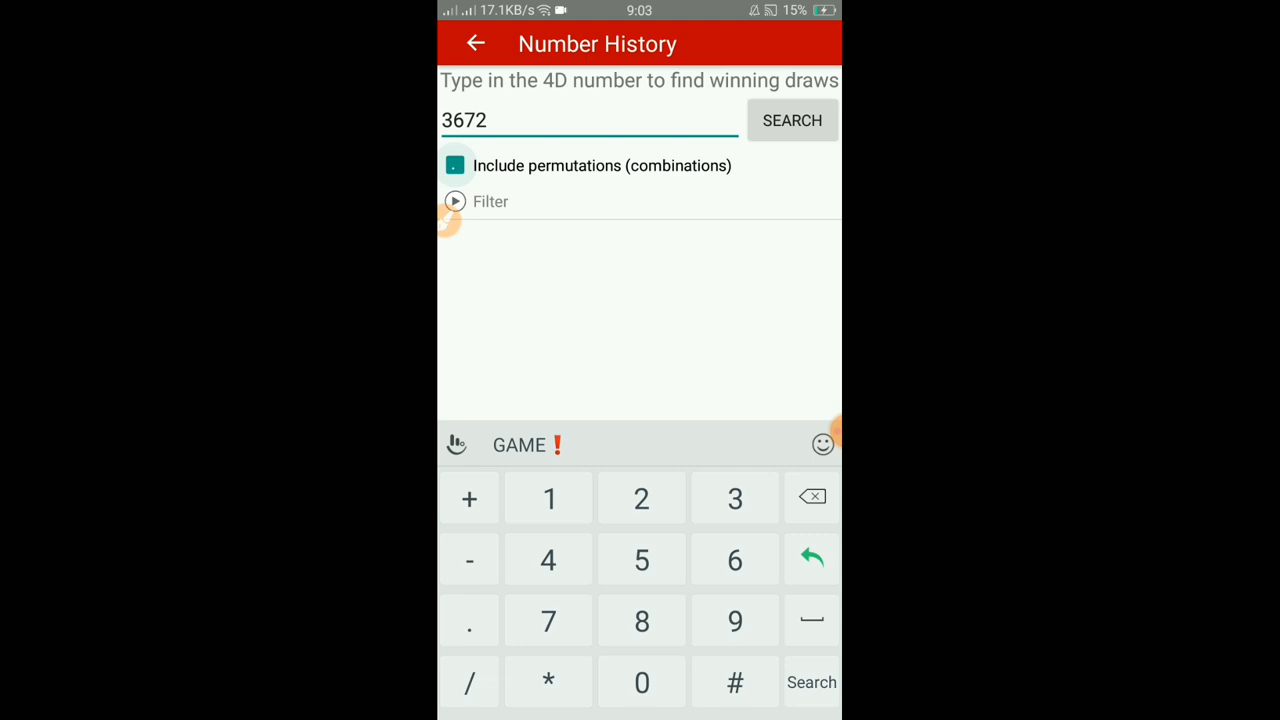 17.1KB/s 9:03 15%
Number History
Type in the 4D number to find winning draws
3672 SEARCH
Include permutations (combinations)
Filter
GAME❗
+ 1 2 3
- 4 5 6
. 7 8 9
/ * 0 # Search